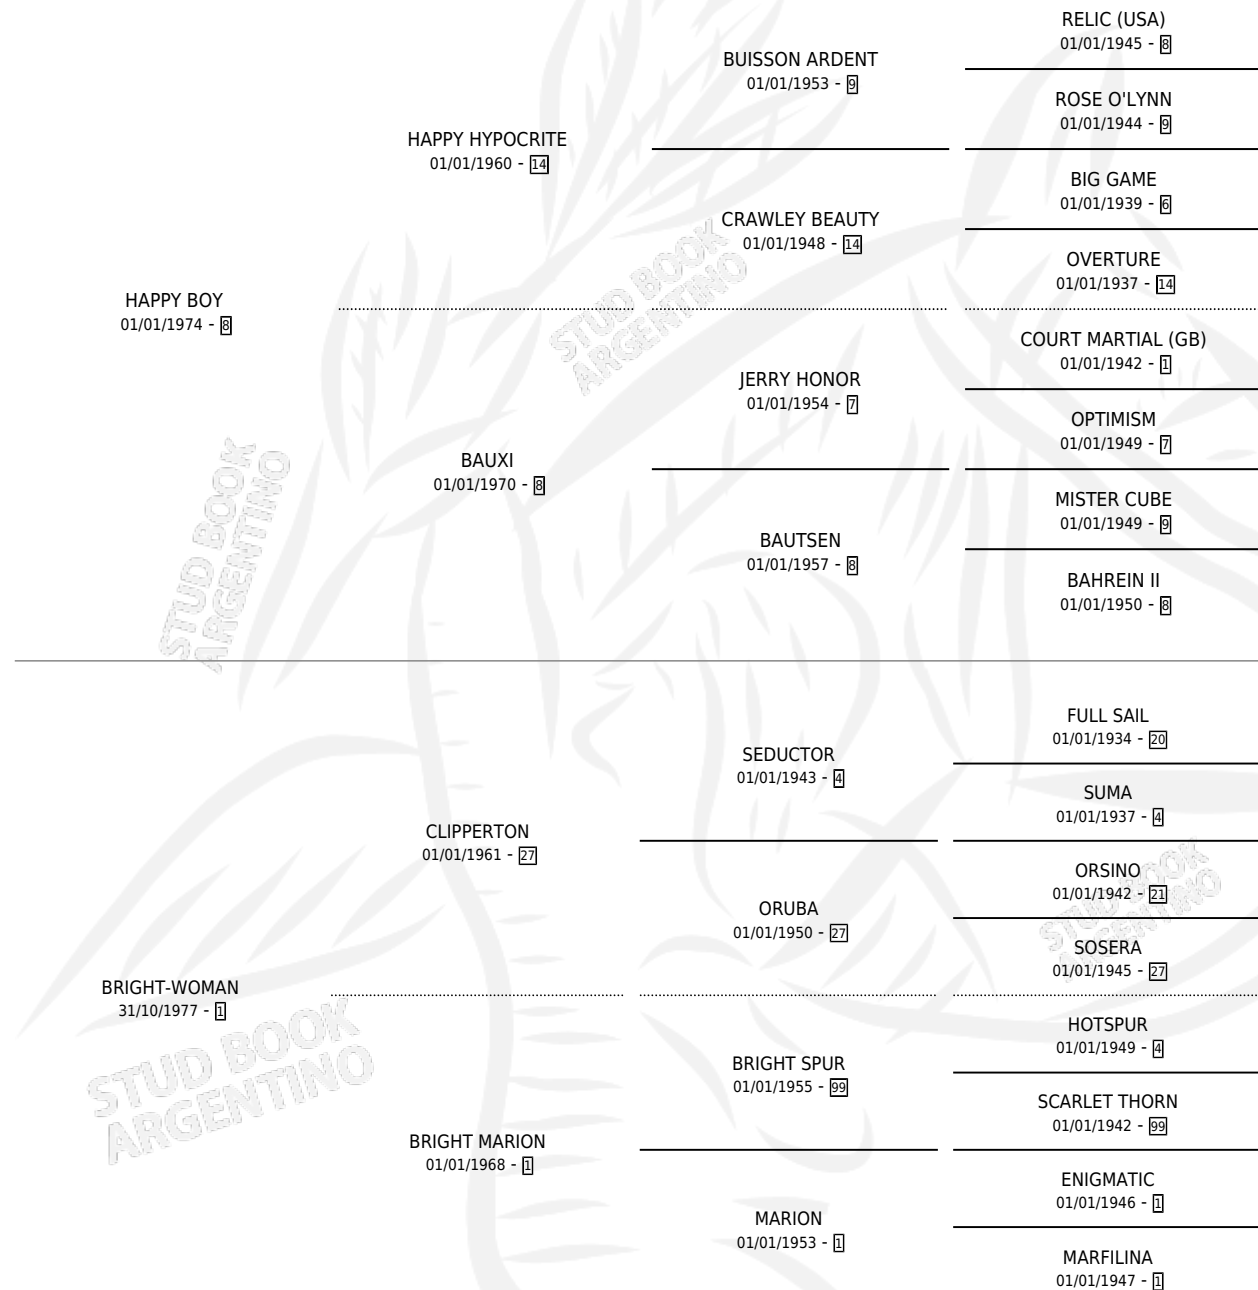 RELIC (USA)
01/01/1945 - 8
BUISSON ARDENT
01/01/1953 - 9
ROSE O'LYNN
01/01/1944 - 9
HAPPY HYPOCRITE
01/01/1960 - 14
BIG GAME
01/01/1939 - 6
CRAWLEY BEAUTY
01/01/1948 - 14
OVERTURE
01/01/1937 - 14
HAPPY BOY
01/01/1974 - 8
STUD BOOK
ARGENTINO
COURT MARTIAL (GB)
01/01/1942 - 1
JERRY HONOR
01/01/1954 - 7
OPTIMISM
01/01/1949 - 7
BAUXI
01/01/1970 - 8
MISTER CUBE
01/01/1949 - 9
BAUTSEN
01/01/1957 - 8
BAHREIN II
01/01/1950 - 8
STUD BOOK
ARGENTINO
FULL SAIL
01/01/1934 - 20
SEDUCTOR
01/01/1943 - 4
SUMA
01/01/1937 - 4
CLIPPERTON
01/01/1961 - 27
ORSINO
01/01/1942 - 21
ORUBA
01/01/1950 - 27
SOSERA
01/01/1945 - 27
STUD BOOK
ARGENTINO
BRIGHT-WOMAN
31/10/1977 - 1
HOTSPUR
01/01/1949 - 4
BRIGHT SPUR
01/01/1955 - 99
SCARLET THORN
01/01/1942 - 99
STUD BOOK
ARGENTINO
BRIGHT MARION
01/01/1968 - 1
ENIGMATIC
01/01/1946 - 1
MARION
01/01/1953 - 1
MARFILINA
01/01/1947 - 1